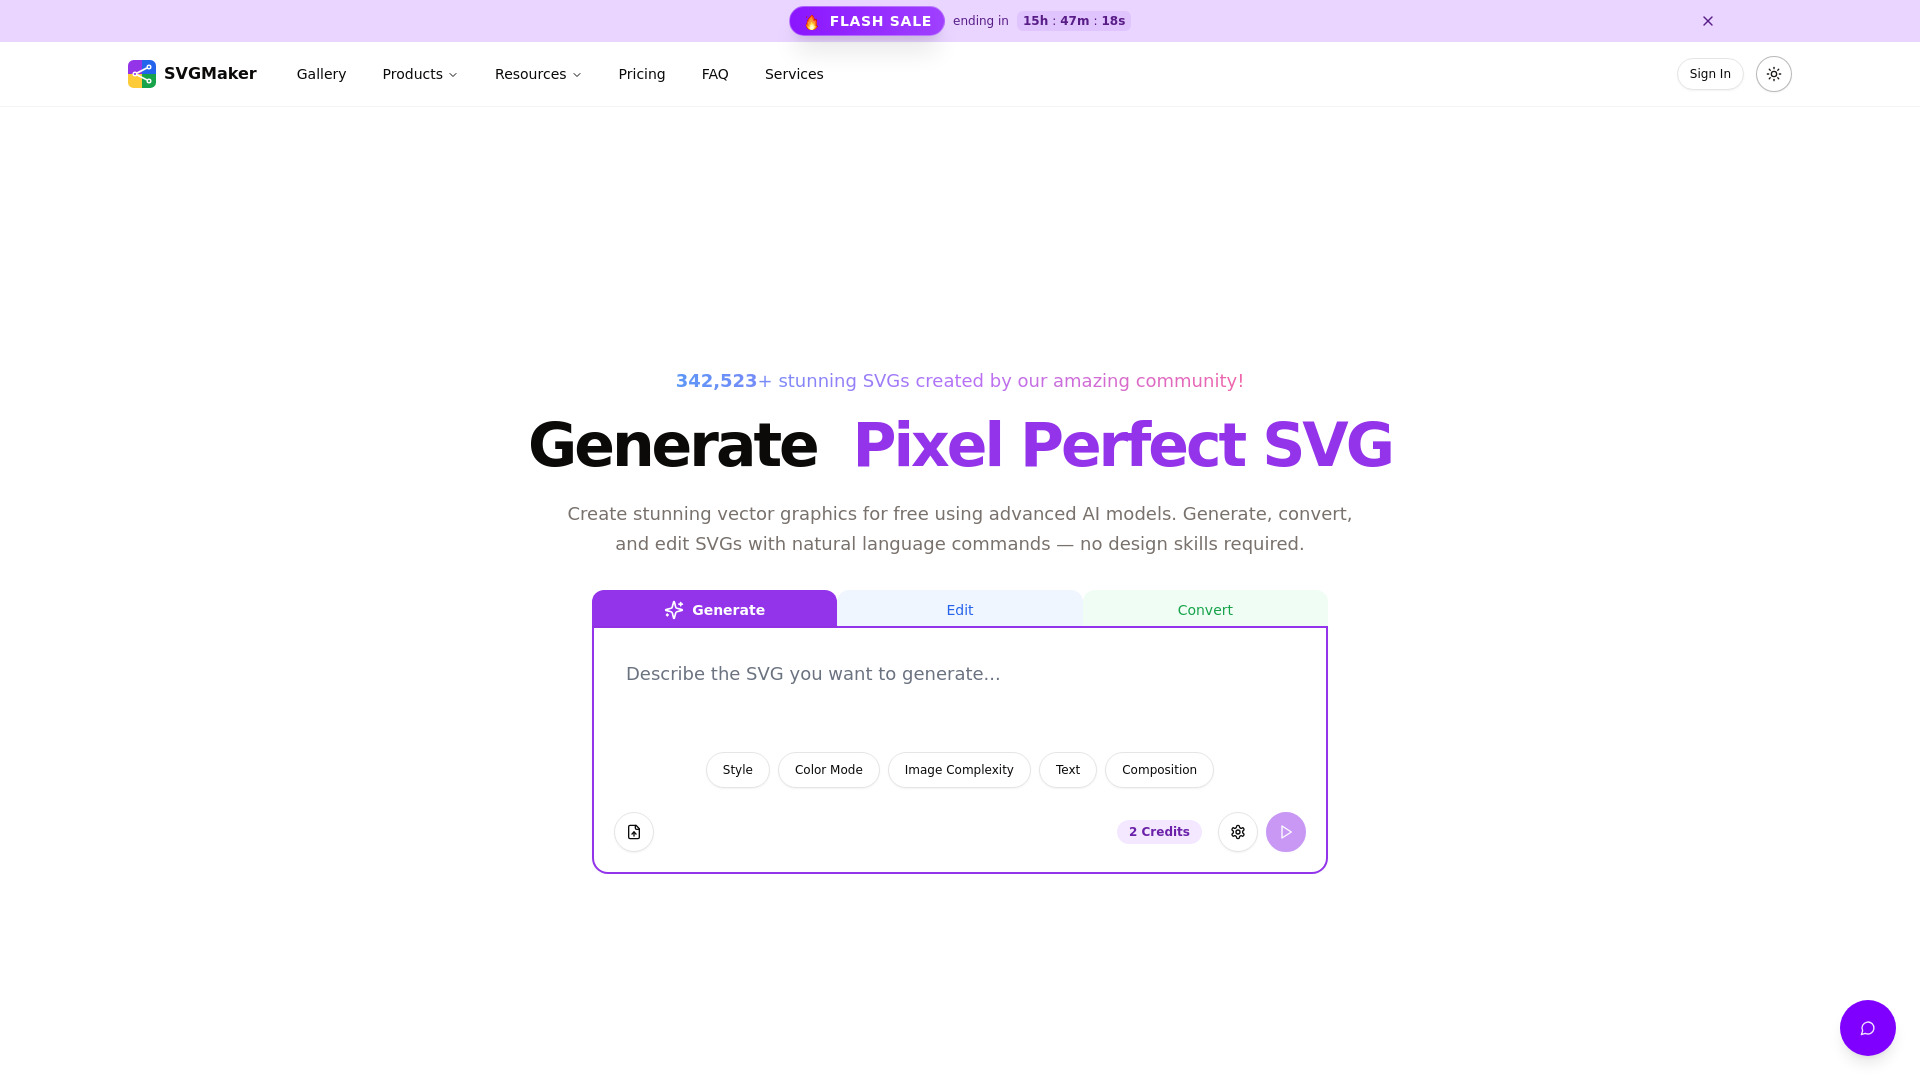 FLASH SALE ending in 15h : 47m : 18s
SVGMaker Gallery Products Resources Pricing FAQ Services Sign In
342,523+ stunning SVGs created by our amazing community!
Generate Pixel Perfect SVG
Create stunning vector graphics for free using advanced AI models. Generate, convert,
and edit SVGs with natural language commands — no design skills required.
Generate Edit Convert
Describe the SVG you want to generate...
Style Color Mode Image Complexity Text Composition
2 Credits